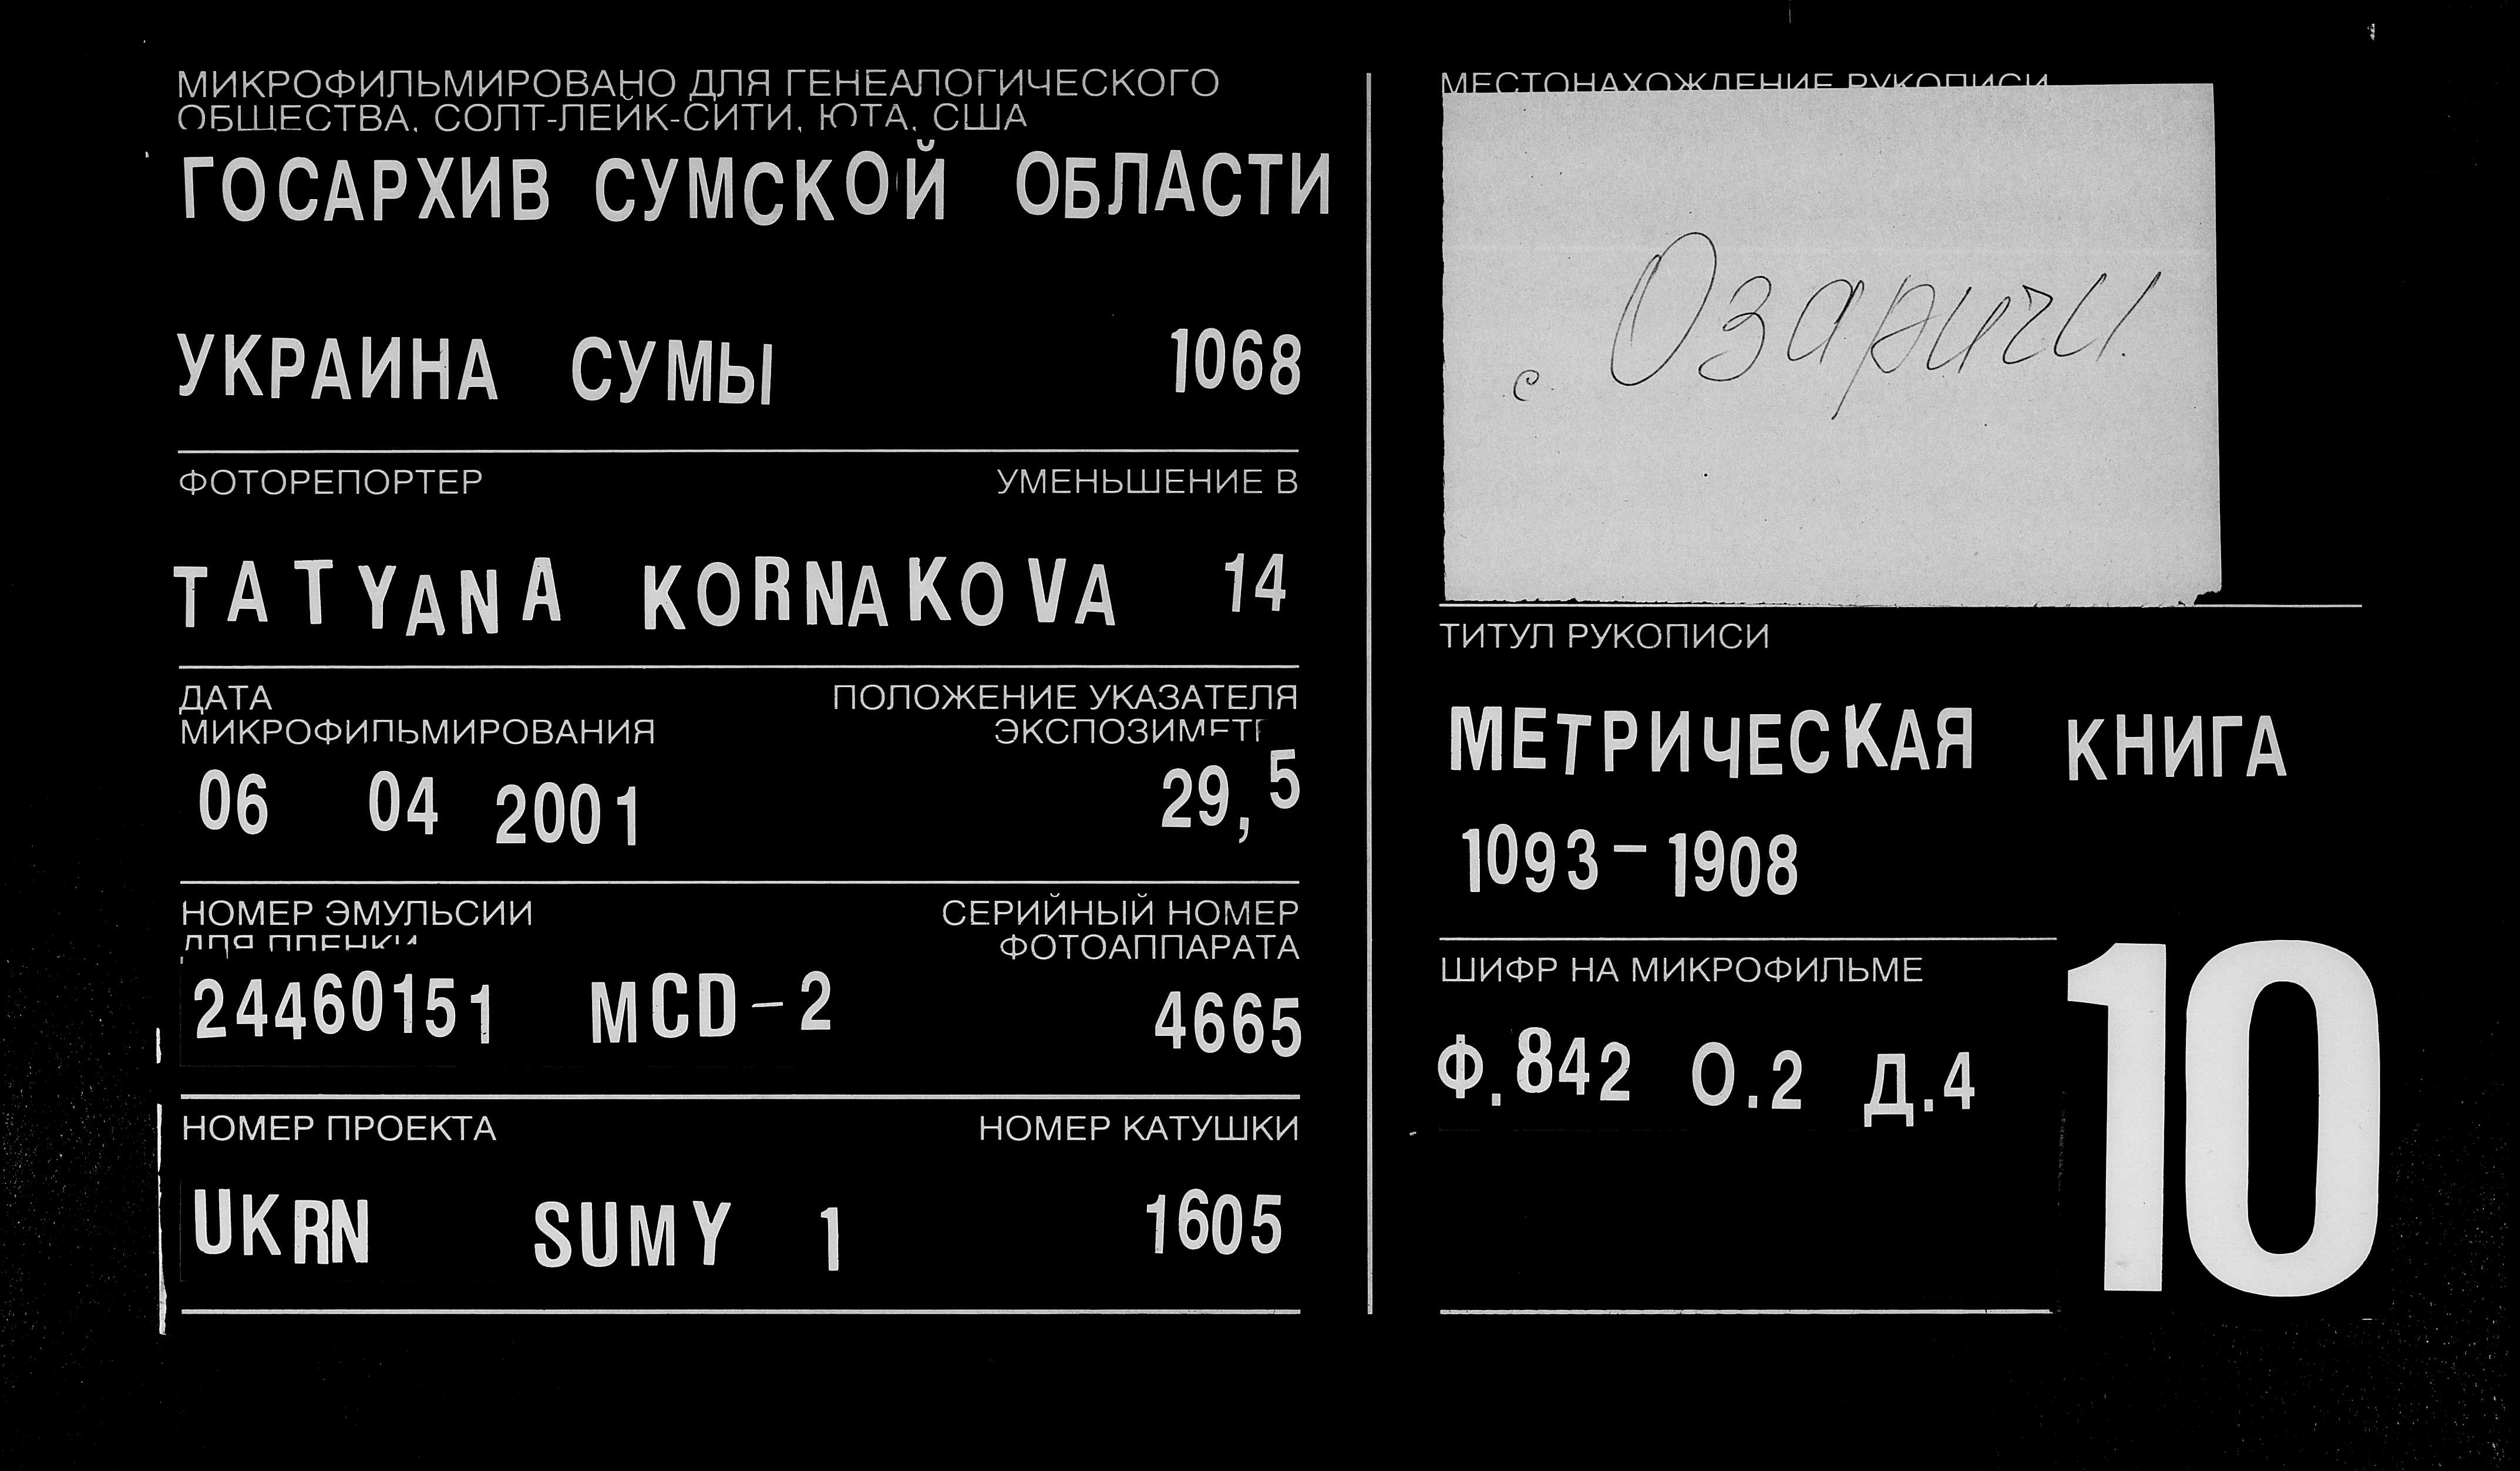 МИКРОФИЛЬМИРОВАНО ДЛЯ ГЕНЕАЛОГИЧЕСКОГО
ОБЩЕСТВА, СОЛТ-ЛЕЙК-СИТИ, ЮТА, США
ГОСАРХИВ СУМСКОЙ ОБЛАСТИ
УКРАИНА СУМЫ 1068
ФОТОРЕПОРТЕР УМЕНЬШЕНИЕ В
TATYANA KORNAKOVA 14
ДАТА ПОЛОЖЕНИЕ УКАЗАТЕЛЯ
МИКРОФИЛЬМИРОВАНИЯ ЭКСПОЗИМЕТР
06 04 2001 29,5
НОМЕР ЭМУЛЬСИИ СЕРИЙНЫЙ НОМЕР
ДЛЯ ПЛЕНКИ ФОТОАППАРАТА
24460151 MCD-2 4665
НОМЕР ПРОЕКТА НОМЕР КАТУШКИ
UKRN SUMY 1 1605
МЕСТОНАХОЖДЕНИЕ РУКОПИСИ
с. Озаричи.
ТИТУЛ РУКОПИСИ
МЕТРИЧЕСКАЯ КНИГА
1093-1908
ШИФР НА МИКРОФИЛЬМЕ
Ф.842 О.2 Д.4
10